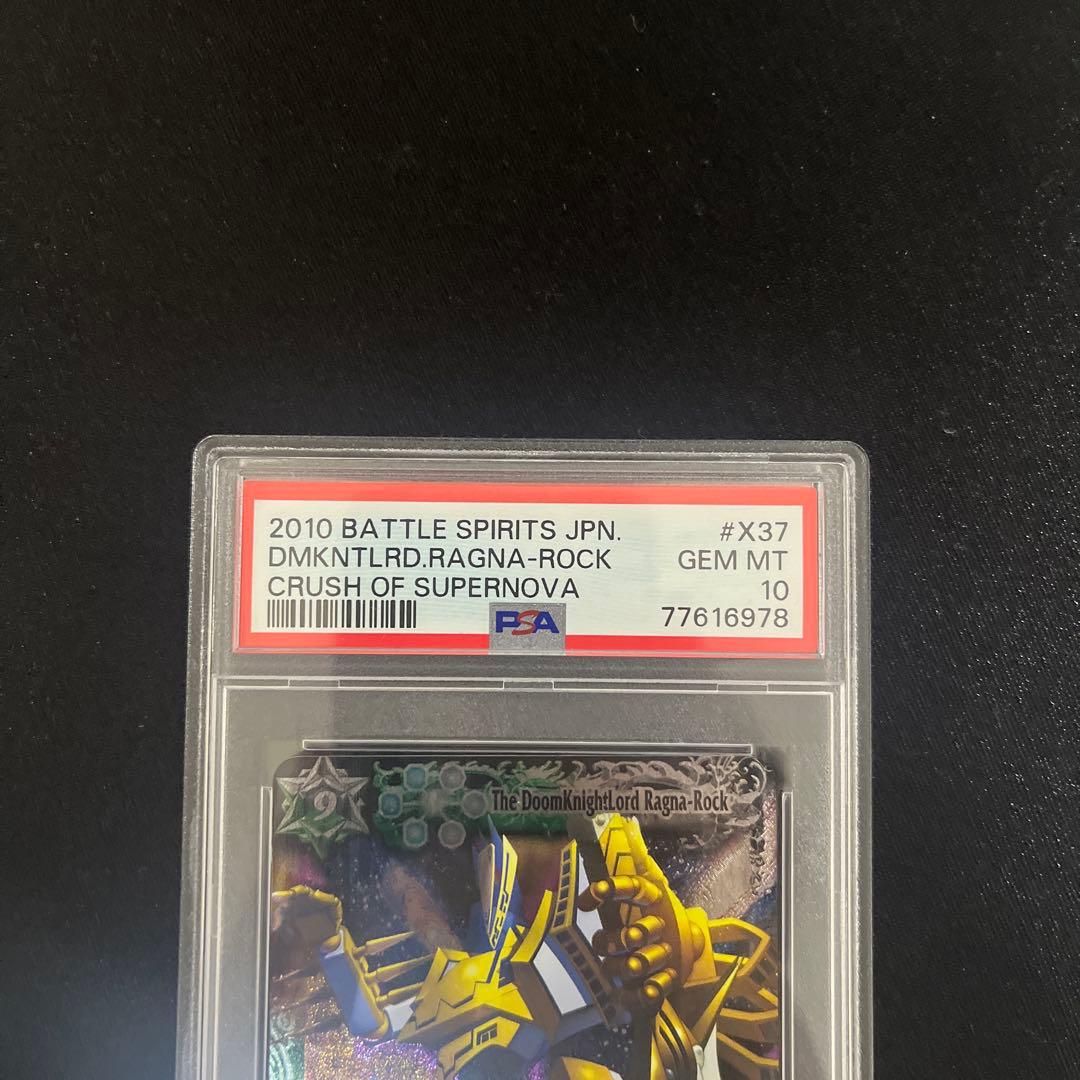 2010 BATTLE SPIRITS JPN. #X37
DMKNTLRD.RAGNA-ROCK GEM MT
CRUSH OF SUPERNOVA 10
PSA 77616978
9 The DoomKnightLord Ragna-Rock